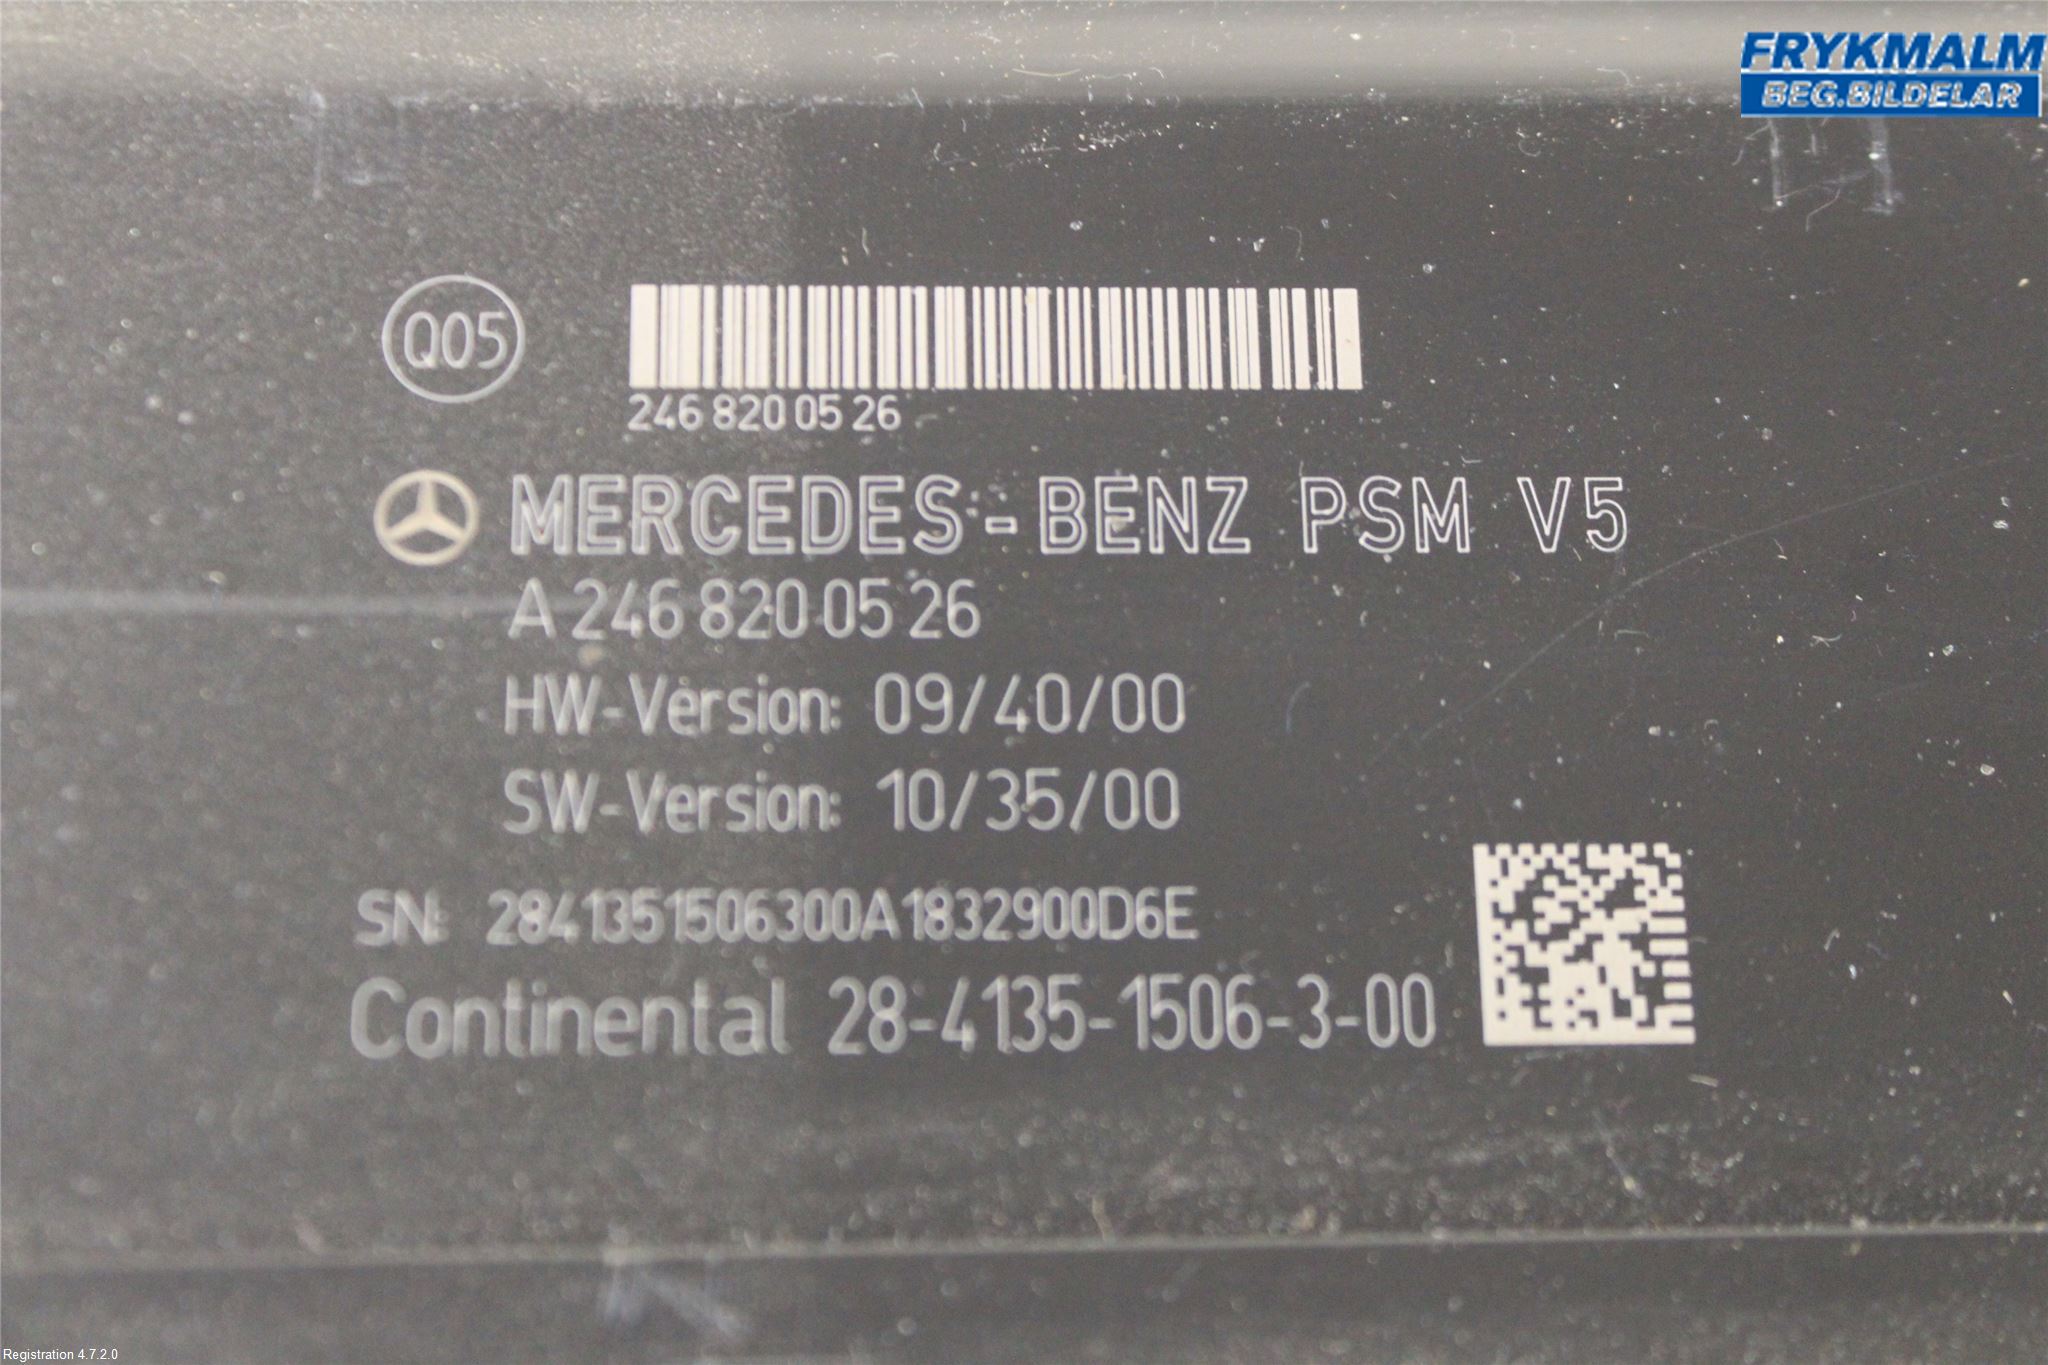 FRYKMALM
BEG.BILDELAR
Q05
246 820 05 26
MERCEDES-BENZ PSM V5
A 246 820 05 26
HW-Version: 09/40/00
SW-Version: 10/35/00
SN: 2841351506300A1832900D6E
Continental 28-4135-1506-3-00
Registration 4.7.2.0